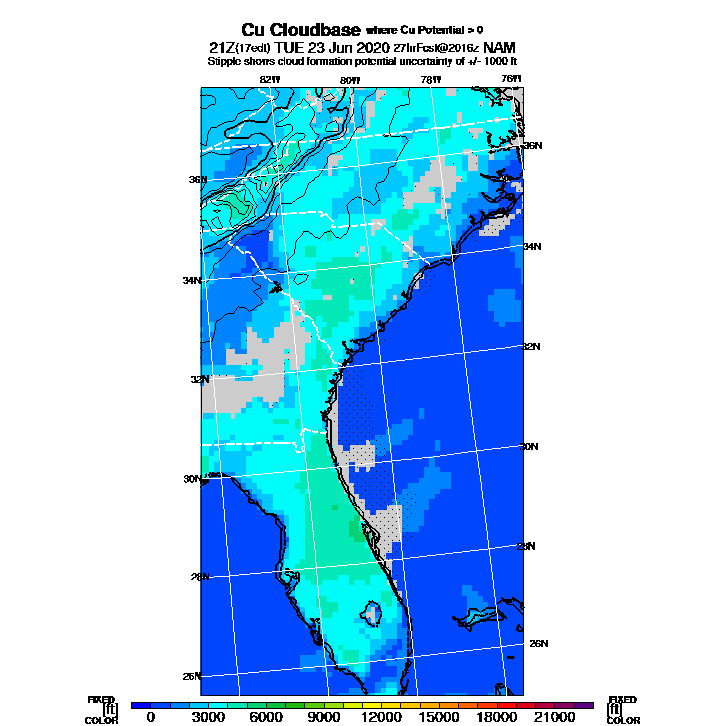 Cu Cloudbase where Cu Potential > 0
21Z(17edt) TUE 23 Jun 2020 27hrFcst@2016z NAM
Stipple shows cloud formation potential uncertainty of +/- 1000 ft
82W 80W 78W 76W
36N
36N
34N
34N
32N
32N
30N
30N
28N
28N
26N
26N
FIXED FIXED
[ft] [ft]
COLOR COLOR
0 3000 6000 9000 12000 15000 18000 21000